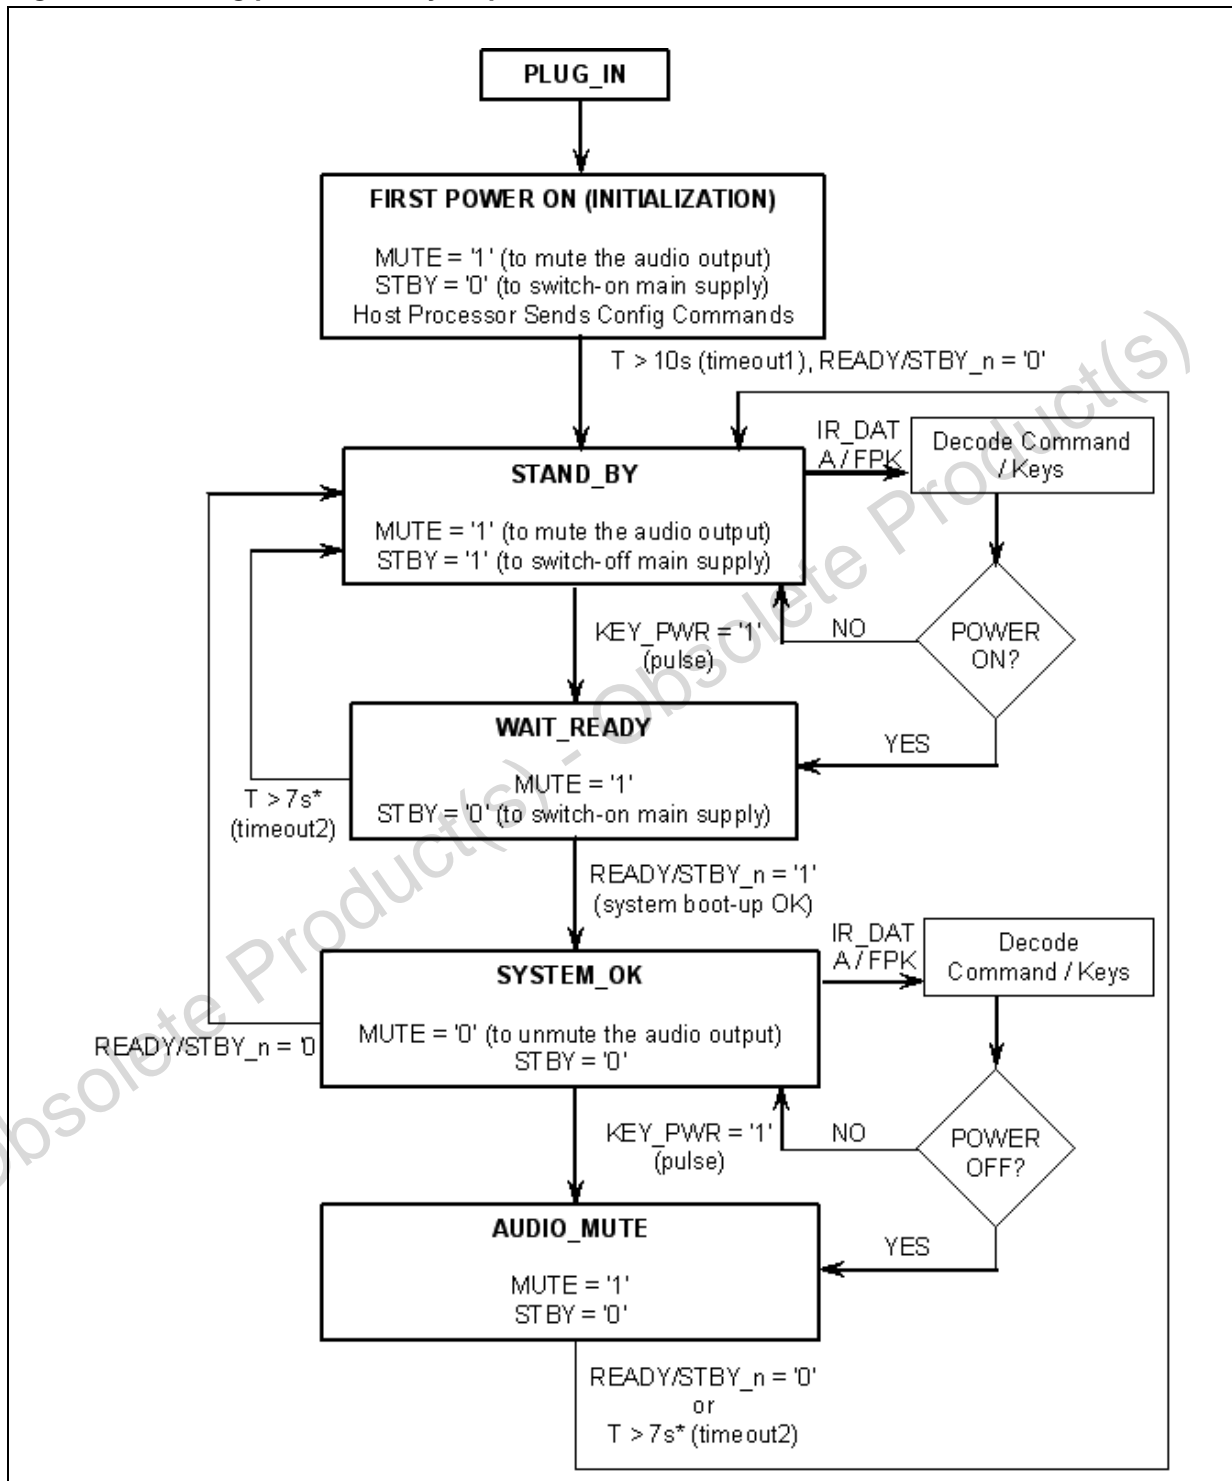 PLUG_IN
FIRST POWER ON (INITIALIZATION)
MUTE = '1' (to mute the audio output)
STBY = '0' (to switch-on main supply)
Host Processor Sends Config Commands
T > 10s (timeout1), READY/STBY_n = '0'
IR_DAT
A / FPK
Decode Command
/ Keys
STAND_BY
MUTE = '1' (to mute the audio output)
STBY = '1' (to switch-off main supply)
KEY_PWR = '1'
(pulse)
NO
POWER
ON?
YES
WAIT_READY
MUTE = '1'
STBY = '0' (to switch-on main supply)
T > 7s*
(timeout2)
READY/STBY_n = '1'
(system boot-up OK)
IR_DAT
A / FPK
Decode
Command / Keys
SYSTEM_OK
MUTE = '0' (to unmute the audio output)
STBY = '0'
READY/STBY_n = '0
KEY_PWR = '1'
(pulse)
NO
POWER
OFF?
YES
AUDIO_MUTE
MUTE = '1'
STBY = '0'
READY/STBY_n = '0'
or
T > 7s* (timeout2)
Obsolete Product(s) - Obsolete Product(s)